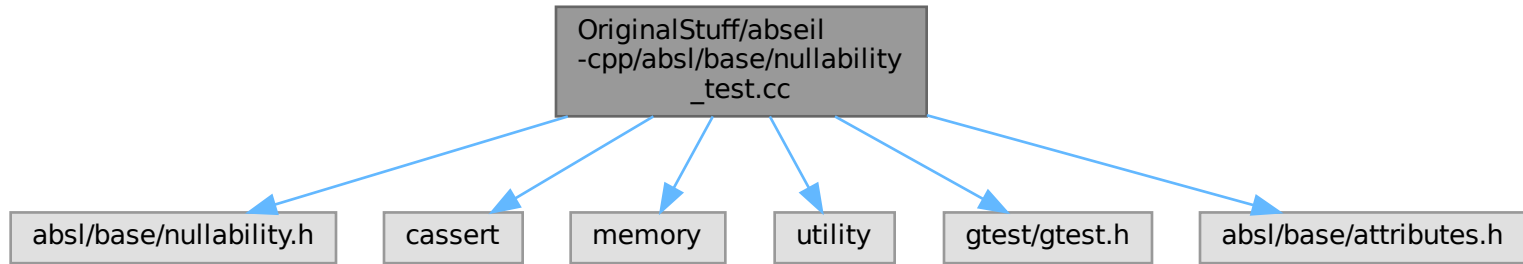 OriginalStuff/abseil
-cpp/absl/base/nullability
_test.cc
absl/base/nullability.h
cassert
memory
utility
gtest/gtest.h
absl/base/attributes.h